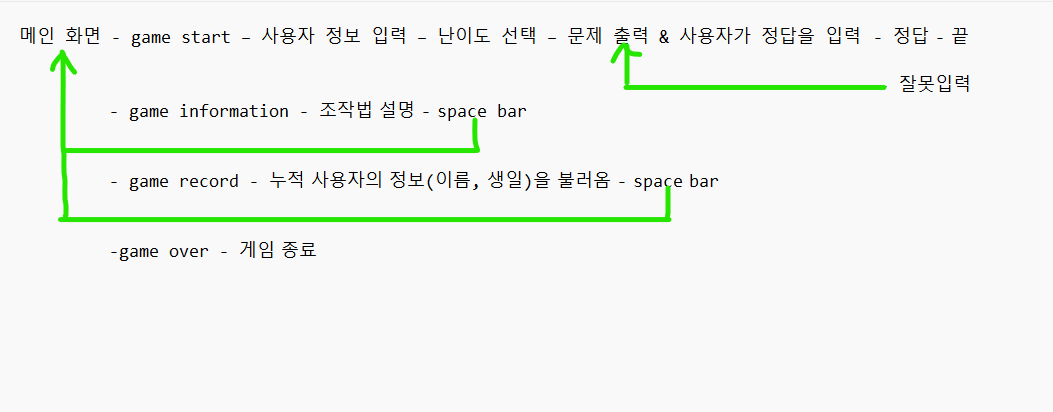 메인 화면 - game start – 사용자 정보 입력 – 난이도 선택 – 문제 출력 & 사용자가 정답을 입력 - 정답 - 끝
잘못입력
- game information - 조작법 설명 - space bar
- game record - 누적 사용자의 정보(이름, 생일)을 불러옴 - space bar
-game over - 게임 종료